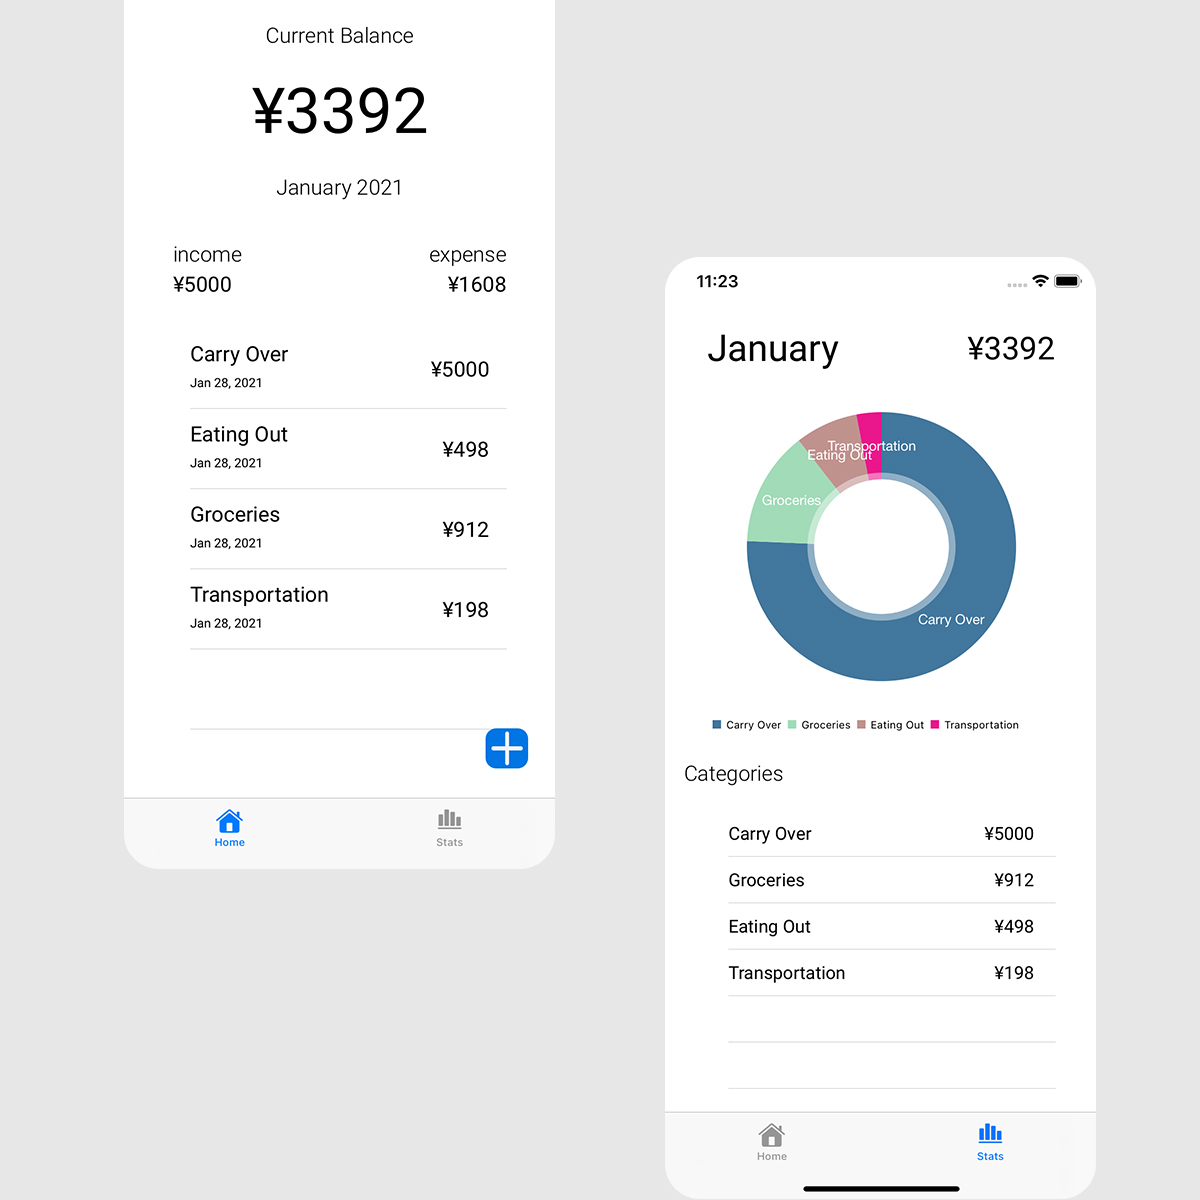 Current Balance
¥3392
January 2021
income expense
¥5000 ¥1608
Carry Over ¥5000
Jan 28, 2021
Eating Out ¥498
Jan 28, 2021
Groceries ¥912
Jan 28, 2021
Transportation ¥198
Jan 28, 2021
Home Stats
11:23
January ¥3392
Transportation
Eating Out
Groceries
Carry Over
Carry Over Groceries Eating Out Transportation
Categories
Carry Over ¥5000
Groceries ¥912
Eating Out ¥498
Transportation ¥198
Home Stats